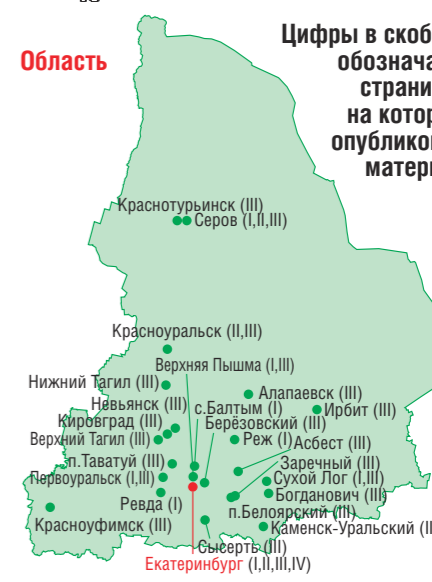 Область
Цифры в скоб
обознача
страни
на котор
опубликов
матери
Краснотурьинск (III)
Серов (I,II,III)
Красноуральск (II,III)
Верхняя Пышма (I,III)
Нижний Тагил (III)
Алапаевск (III)
Невьянск (III)
с.Балтым (I)
Ирбит (III)
Кировград (III)
Берёзовский (III)
Верхний Тагил (III)
Реж (I)
Асбест (III)
п.Таватуй (III)
Заречный (III)
Первоуральск (I,III)
Сухой Лог (I,III)
Ревда (I)
Богданович (III)
п.Белоярский (III)
Красноуфимск (III)
Каменск-Уральский (II
Сысерть (III)
Екатеринбург (I,II,III,IV)